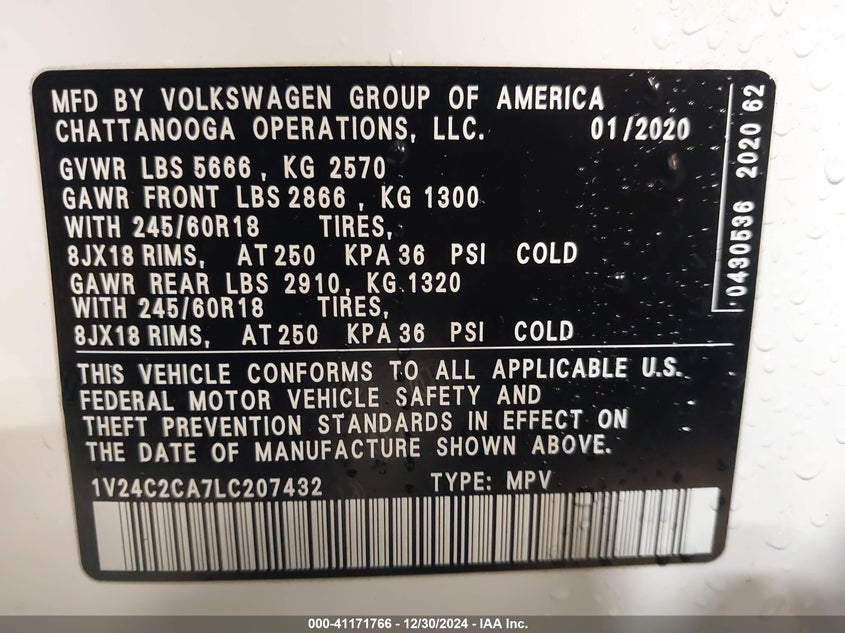 MFD BY VOLKSWAGEN GROUP OF AMERICA
CHATTANOOGA OPERATIONS, LLC. 01/2020
GVWR LBS 5666, KG 2570
GAWR FRONT LBS 2866, KG 1300
WITH 245/60R18 TIRES,
8JX18 RIMS, AT 250 KPA 36 PSI COLD
GAWR REAR LBS 2910, KG 1320
WITH 245/60R18 TIRES,
8JX18 RIMS, AT 250 KPA 36 PSI COLD
THIS VEHICLE CONFORMS TO ALL APPLICABLE U.S.
FEDERAL MOTOR VEHICLE SAFETY AND
THEFT PREVENTION STANDARDS IN EFFECT ON
THE DATE OF MANUFACTURE SHOWN ABOVE.
1V24C2CA7LC207432 TYPE: MPV
0430536 2020 62
000-41171766 - 12/30/2024 - IAA Inc.